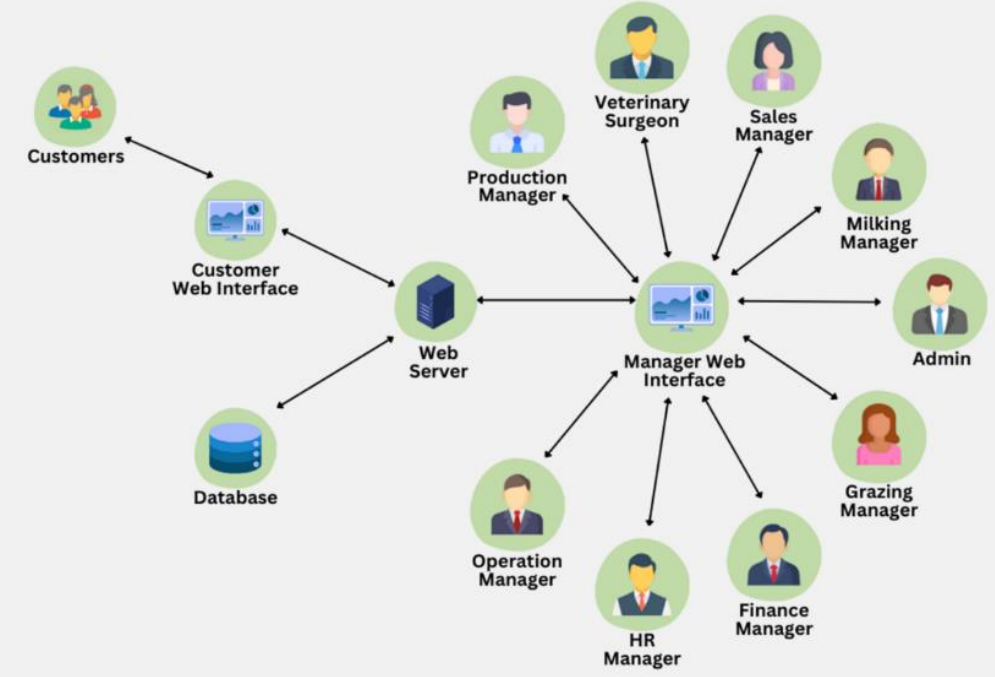 Veterinary
Surgeon
Sales
Manager
Customers
Production
Manager
Milking
Manager
Customer
Web Interface
Web
Server
Manager Web
Interface
Admin
Database
Grazing
Manager
Operation
Manager
Finance
Manager
HR
Manager